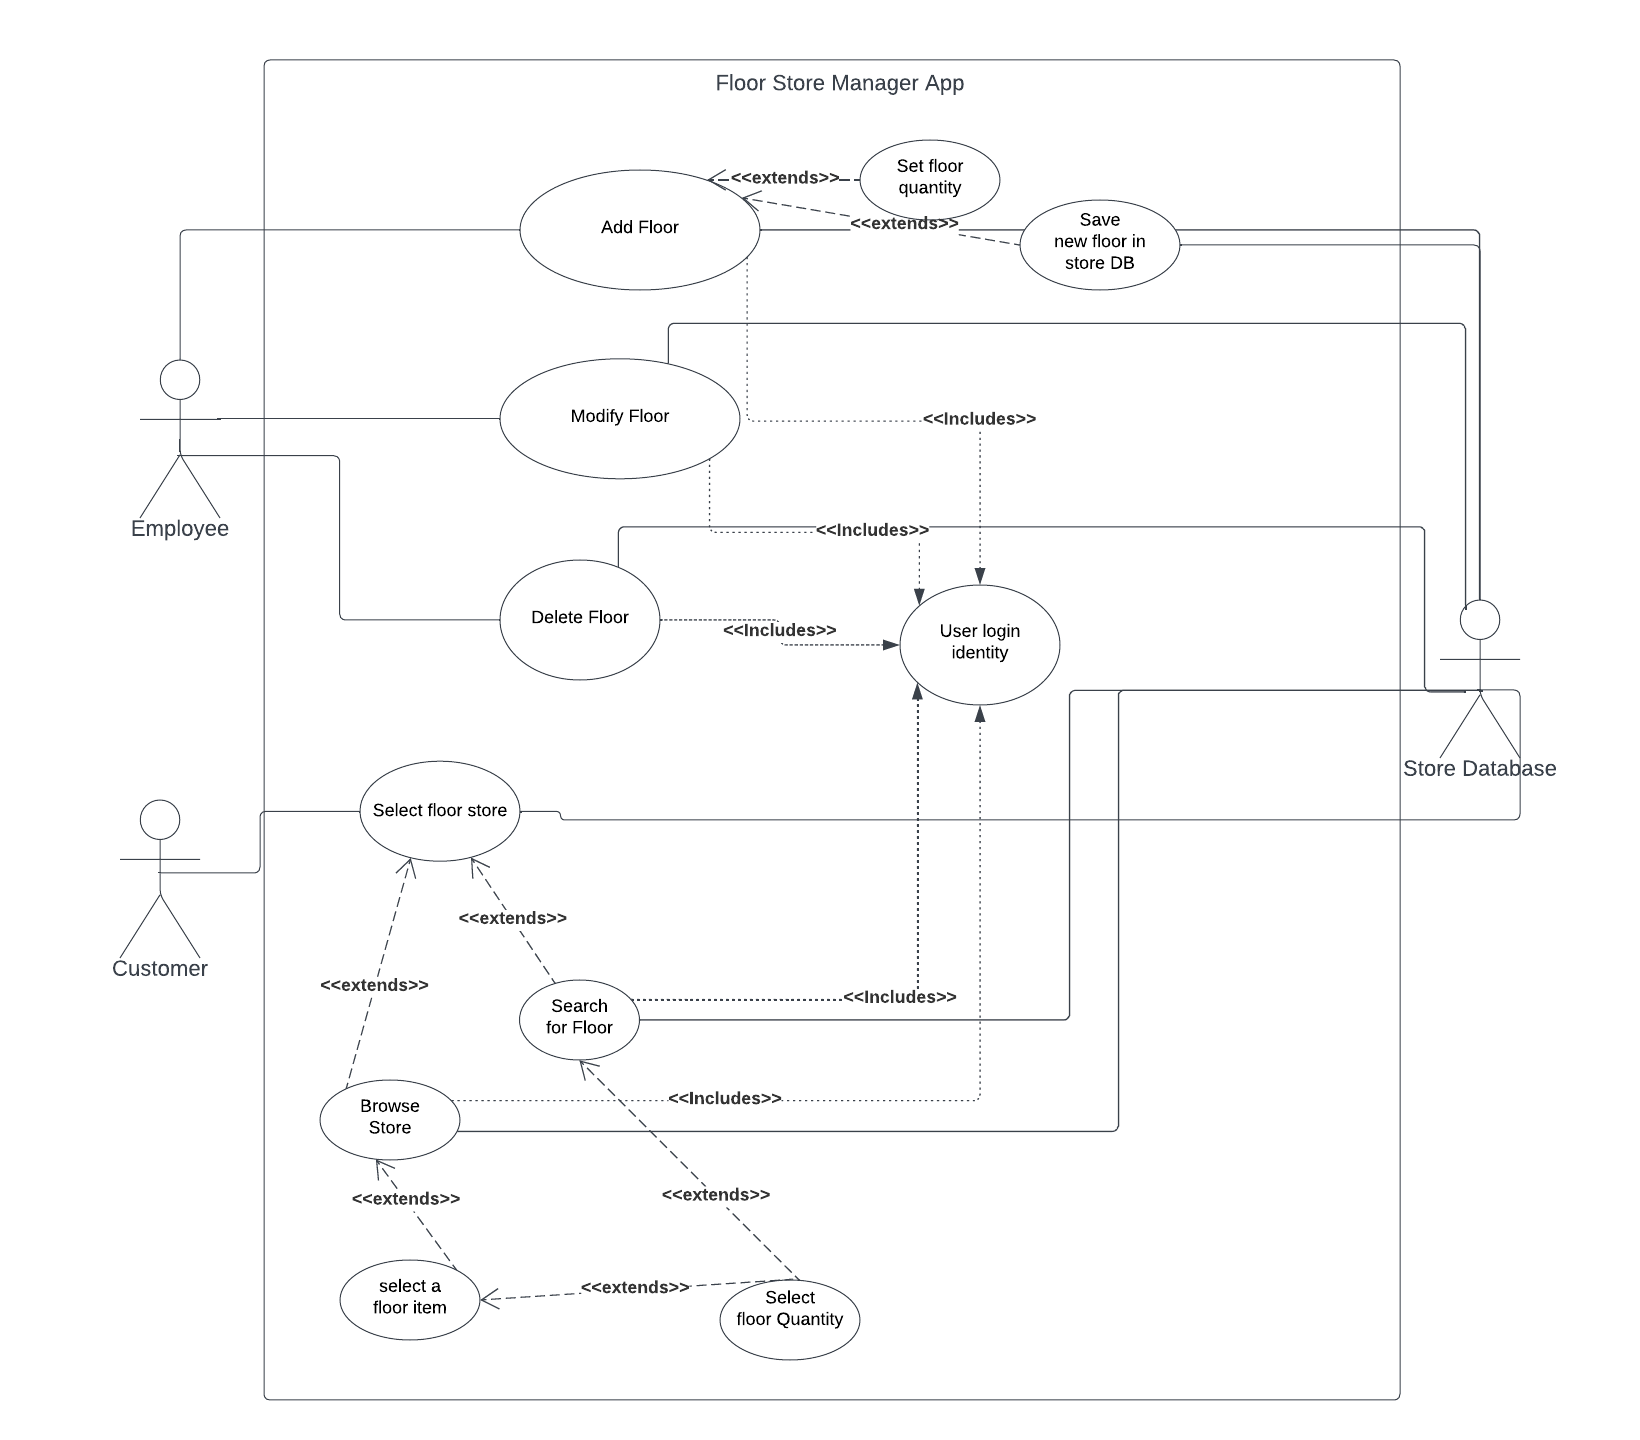 Floor Store Manager App
<<extends>>
Set floor
quantity
Add Floor
<<extends>>
Save
new floor in
store DB
Modify Floor
<<Includes>>
Employee
<<Includes>>
Delete Floor
<<Includes>>
User login
identity
Store Database
Select floor store
Customer
<<extends>>
<<extends>>
Search
for Floor
<<Includes>>
Browse
Store
<<Includes>>
<<extends>>
<<extends>>
select a
floor item
<<extends>>
Select
floor Quantity